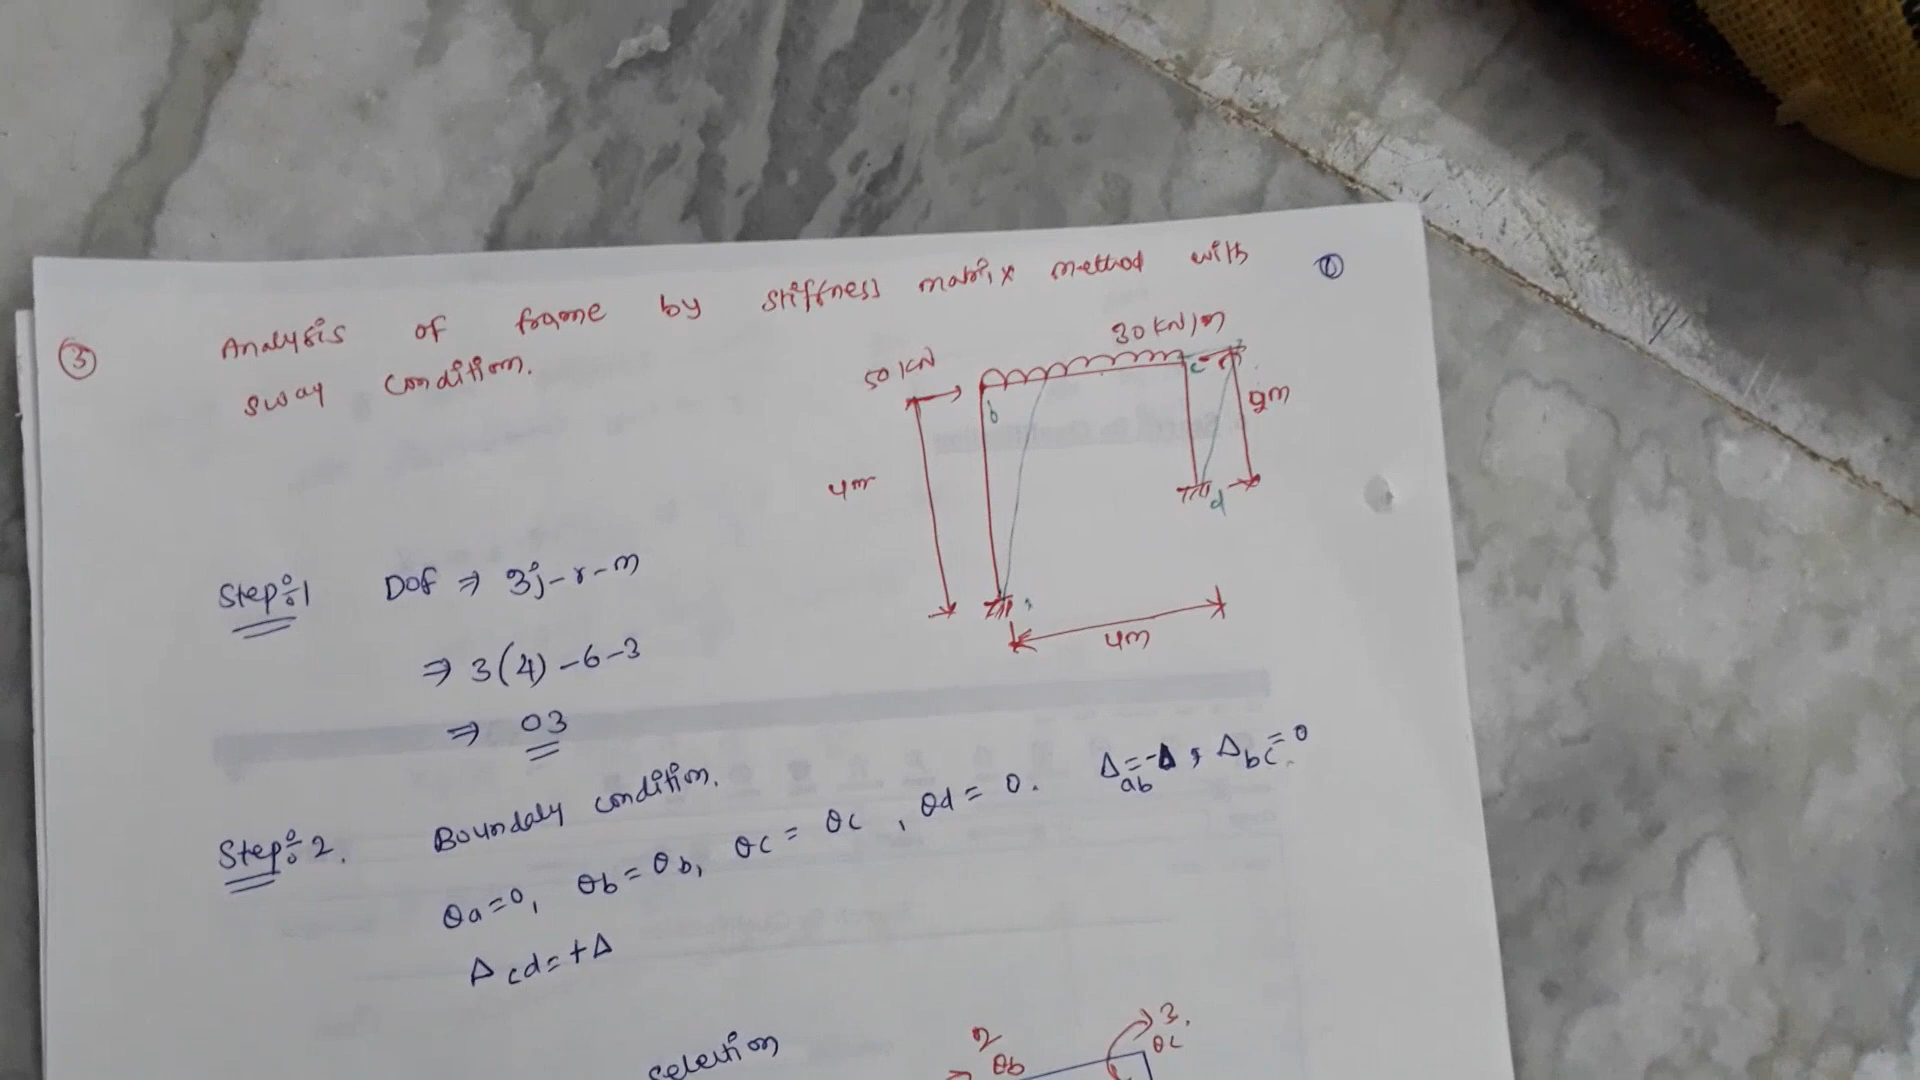 ③ Analysis of frame by stiffness matrix method with ①
sway condition.
50 KN
30 KN/m
b
c
4m
d
4m
Step:1 Dof ⇒ 3j-r-m
⇒ 3(4)-6-3
⇒ 03
Step:2. Boundary condition.
θa=0, θb=θb, θc=θc, θd=0. Δab=-Δ, Δbc=0
Δcd=+Δ
selection
2
θb
3.
θc